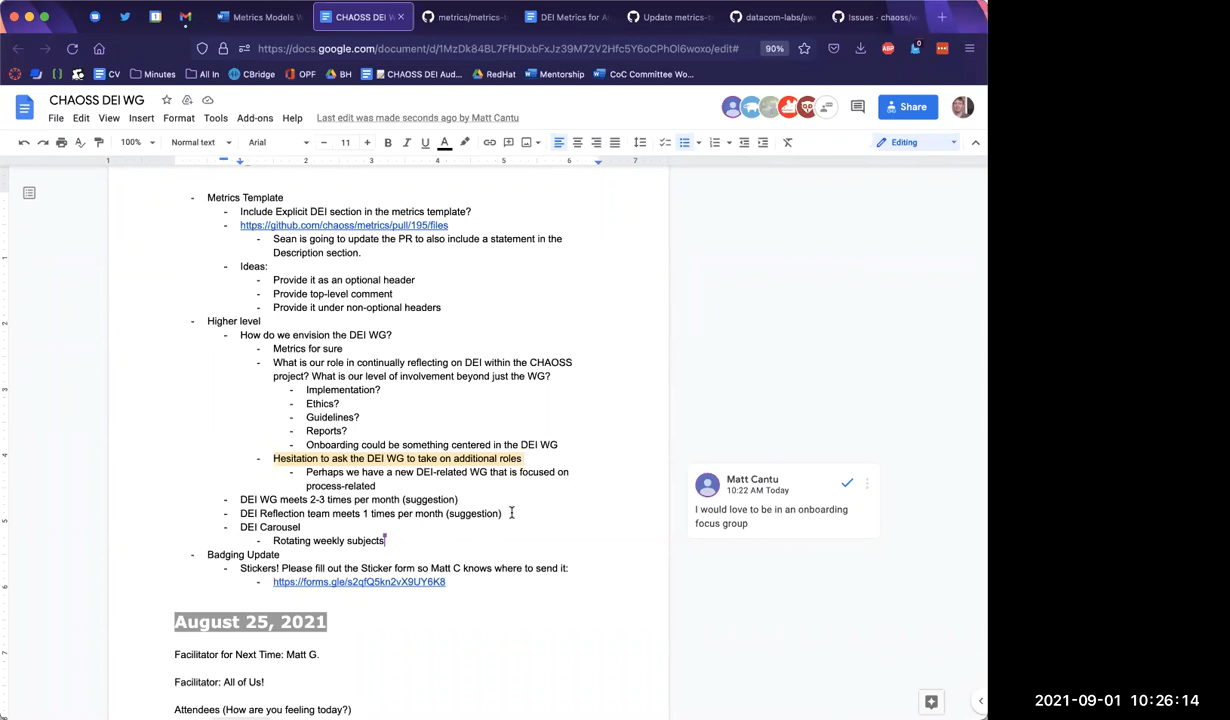 Metrics Models W
CHAOSS DEI W
metrics/metrics-t
DEI Metrics for A
Update metrics-t
datacom-labs/aw
Issues · chaoss/w
https://docs.google.com/document/d/1MzDk84BL7FfHDxbFxJz39M72V2Hfc5Y6oCPhOl6woxo/edit#
90%
CV
Minutes
All In
CBridge
OPF
BH
CHAOSS DEI Aud...
RedHat
Mentorship
CoC Committee Wo...
CHAOSS DEI WG
File Edit View Insert Format Tools Add-ons Help Last edit was made seconds ago by Matt Cantu
Share
100% Normal text Arial 11 Editing
- Metrics Template
- Include Explicit DEI section in the metrics template?
- https://github.com/chaoss/metrics/pull/195/files
- Sean is going to update the PR to also include a statement in the
Description section.
- Ideas:
- Provide it as an optional header
- Provide top-level comment
- Provide it under non-optional headers
- Higher level
- How do we envision the DEI WG?
- Metrics for sure
- What is our role in continually reflecting on DEI within the CHAOSS
project? What is our level of involvement beyond just the WG?
- Implementation?
- Ethics?
- Guidelines?
- Reports?
- Onboarding could be something centered in the DEI WG
- Hesitation to ask the DEI WG to take on additional roles
- Perhaps we have a new DEI-related WG that is focused on
process-related
- DEI WG meets 2-3 times per month (suggestion)
- DEI Reflection team meets 1 times per month (suggestion)
- DEI Carousel
- Rotating weekly subjects
- Badging Update
- Stickers! Please fill out the Sticker form so Matt C knows where to send it:
- https://forms.gle/s2qfQ5kn2vX9UY6K8
August 25, 2021
Facilitator for Next Time: Matt G.
Facilitator: All of Us!
Attendees (How are you feeling today?)
Matt Cantu
10:22 AM Today
I would love to be in an onboarding
focus group
2021-09-01 10:26:14